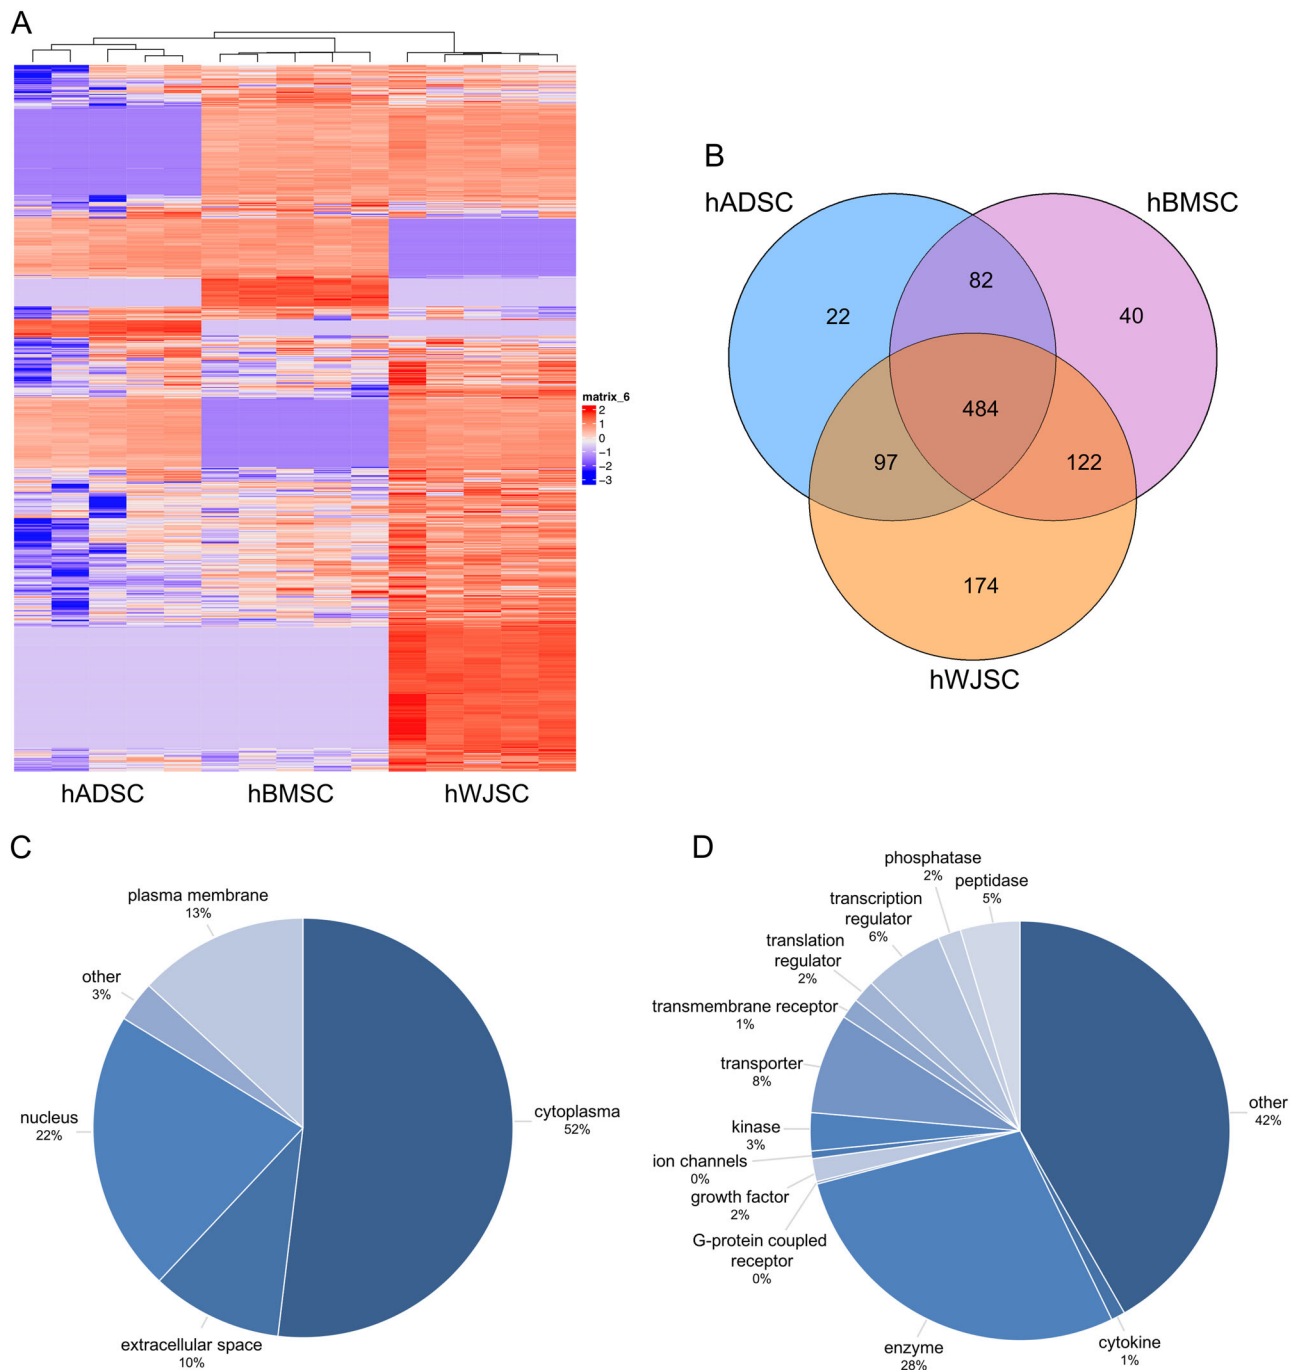 A
matrix_6
2
1
0
−1
−2
−3
hADSC
hBMSC
hWJSC
B
hADSC
hBMSC
82
22
40
484
97
122
174
hWJSC
C
plasma membrane
13%
other
3%
nucleus
22%
cytoplasma
52%
extracellular space
10%
D
phosphatase
2%
peptidase
5%
transcription
regulator
6%
translation
regulator
2%
transmembrane receptor
1%
transporter
8%
kinase
3%
ion channels
0%
growth factor
2%
G-protein coupled
receptor
0%
other
42%
enzyme
28%
cytokine
1%